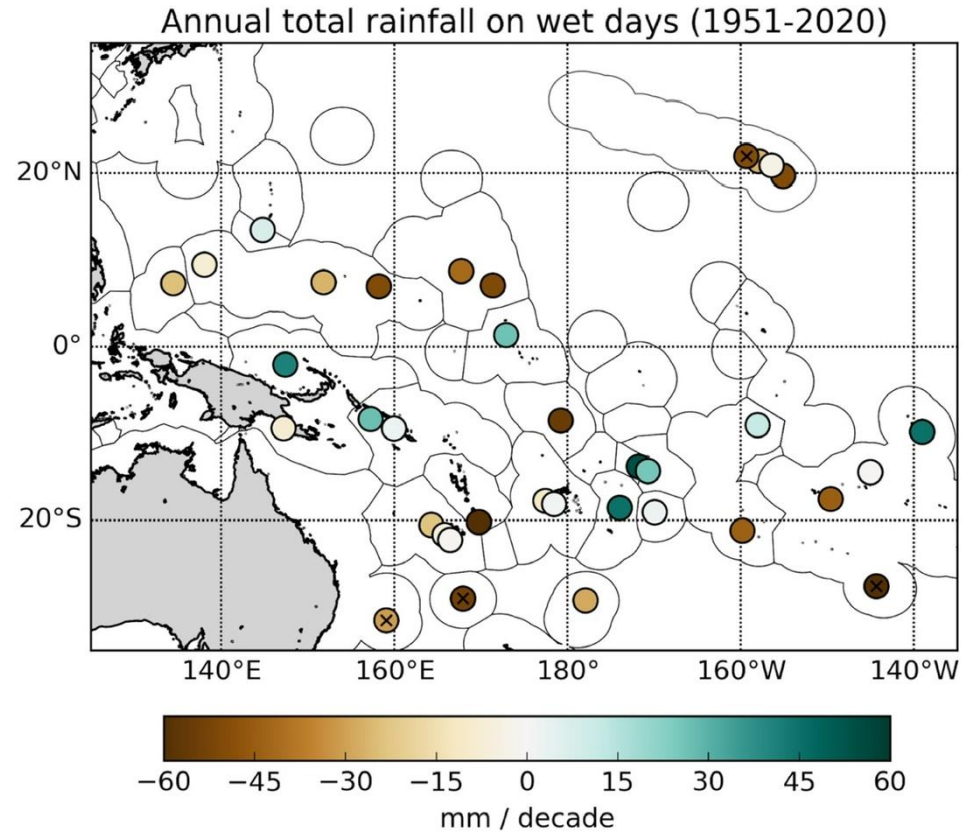 Annual total rainfall on wet days (1951-2020)
20°N
0°
20°S
140°E 160°E 180° 160°W 140°W
−60 −45 −30 −15 0 15 30 45 60
mm / decade